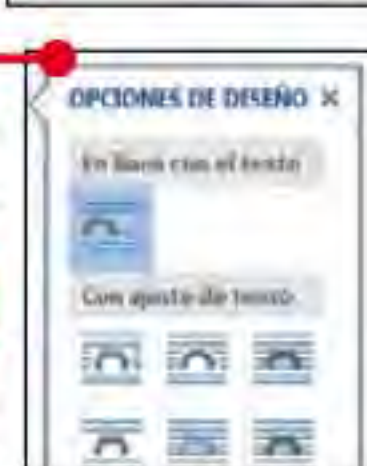 OPCIONES DE DISEÑO ×
En línea con el texto
Con ajuste de texto